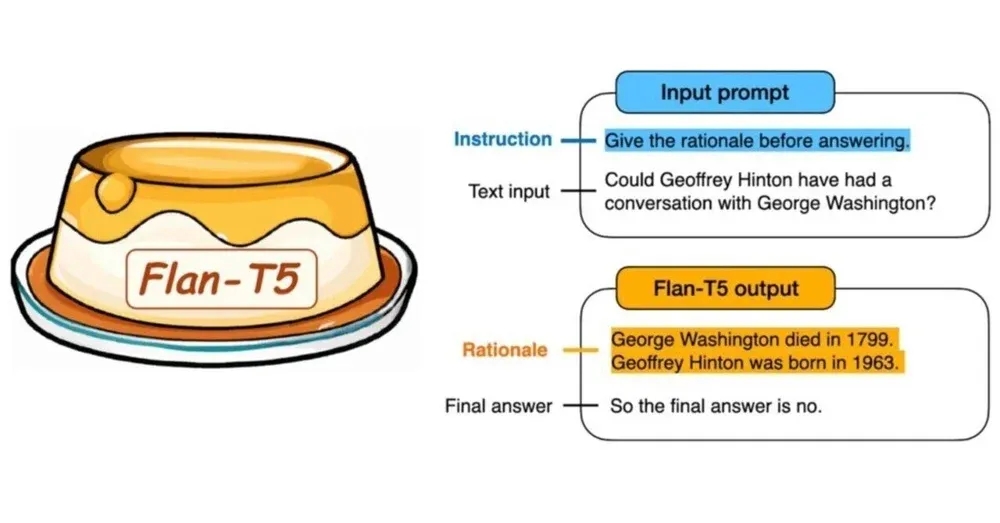 Flan-T5
Input prompt
Instruction
Give the rationale before answering.
Text input
Could Geoffrey Hinton have had a
conversation with George Washington?
Flan-T5 output
Rationale
George Washington died in 1799.
Geoffrey Hinton was born in 1963.
Final answer
So the final answer is no.